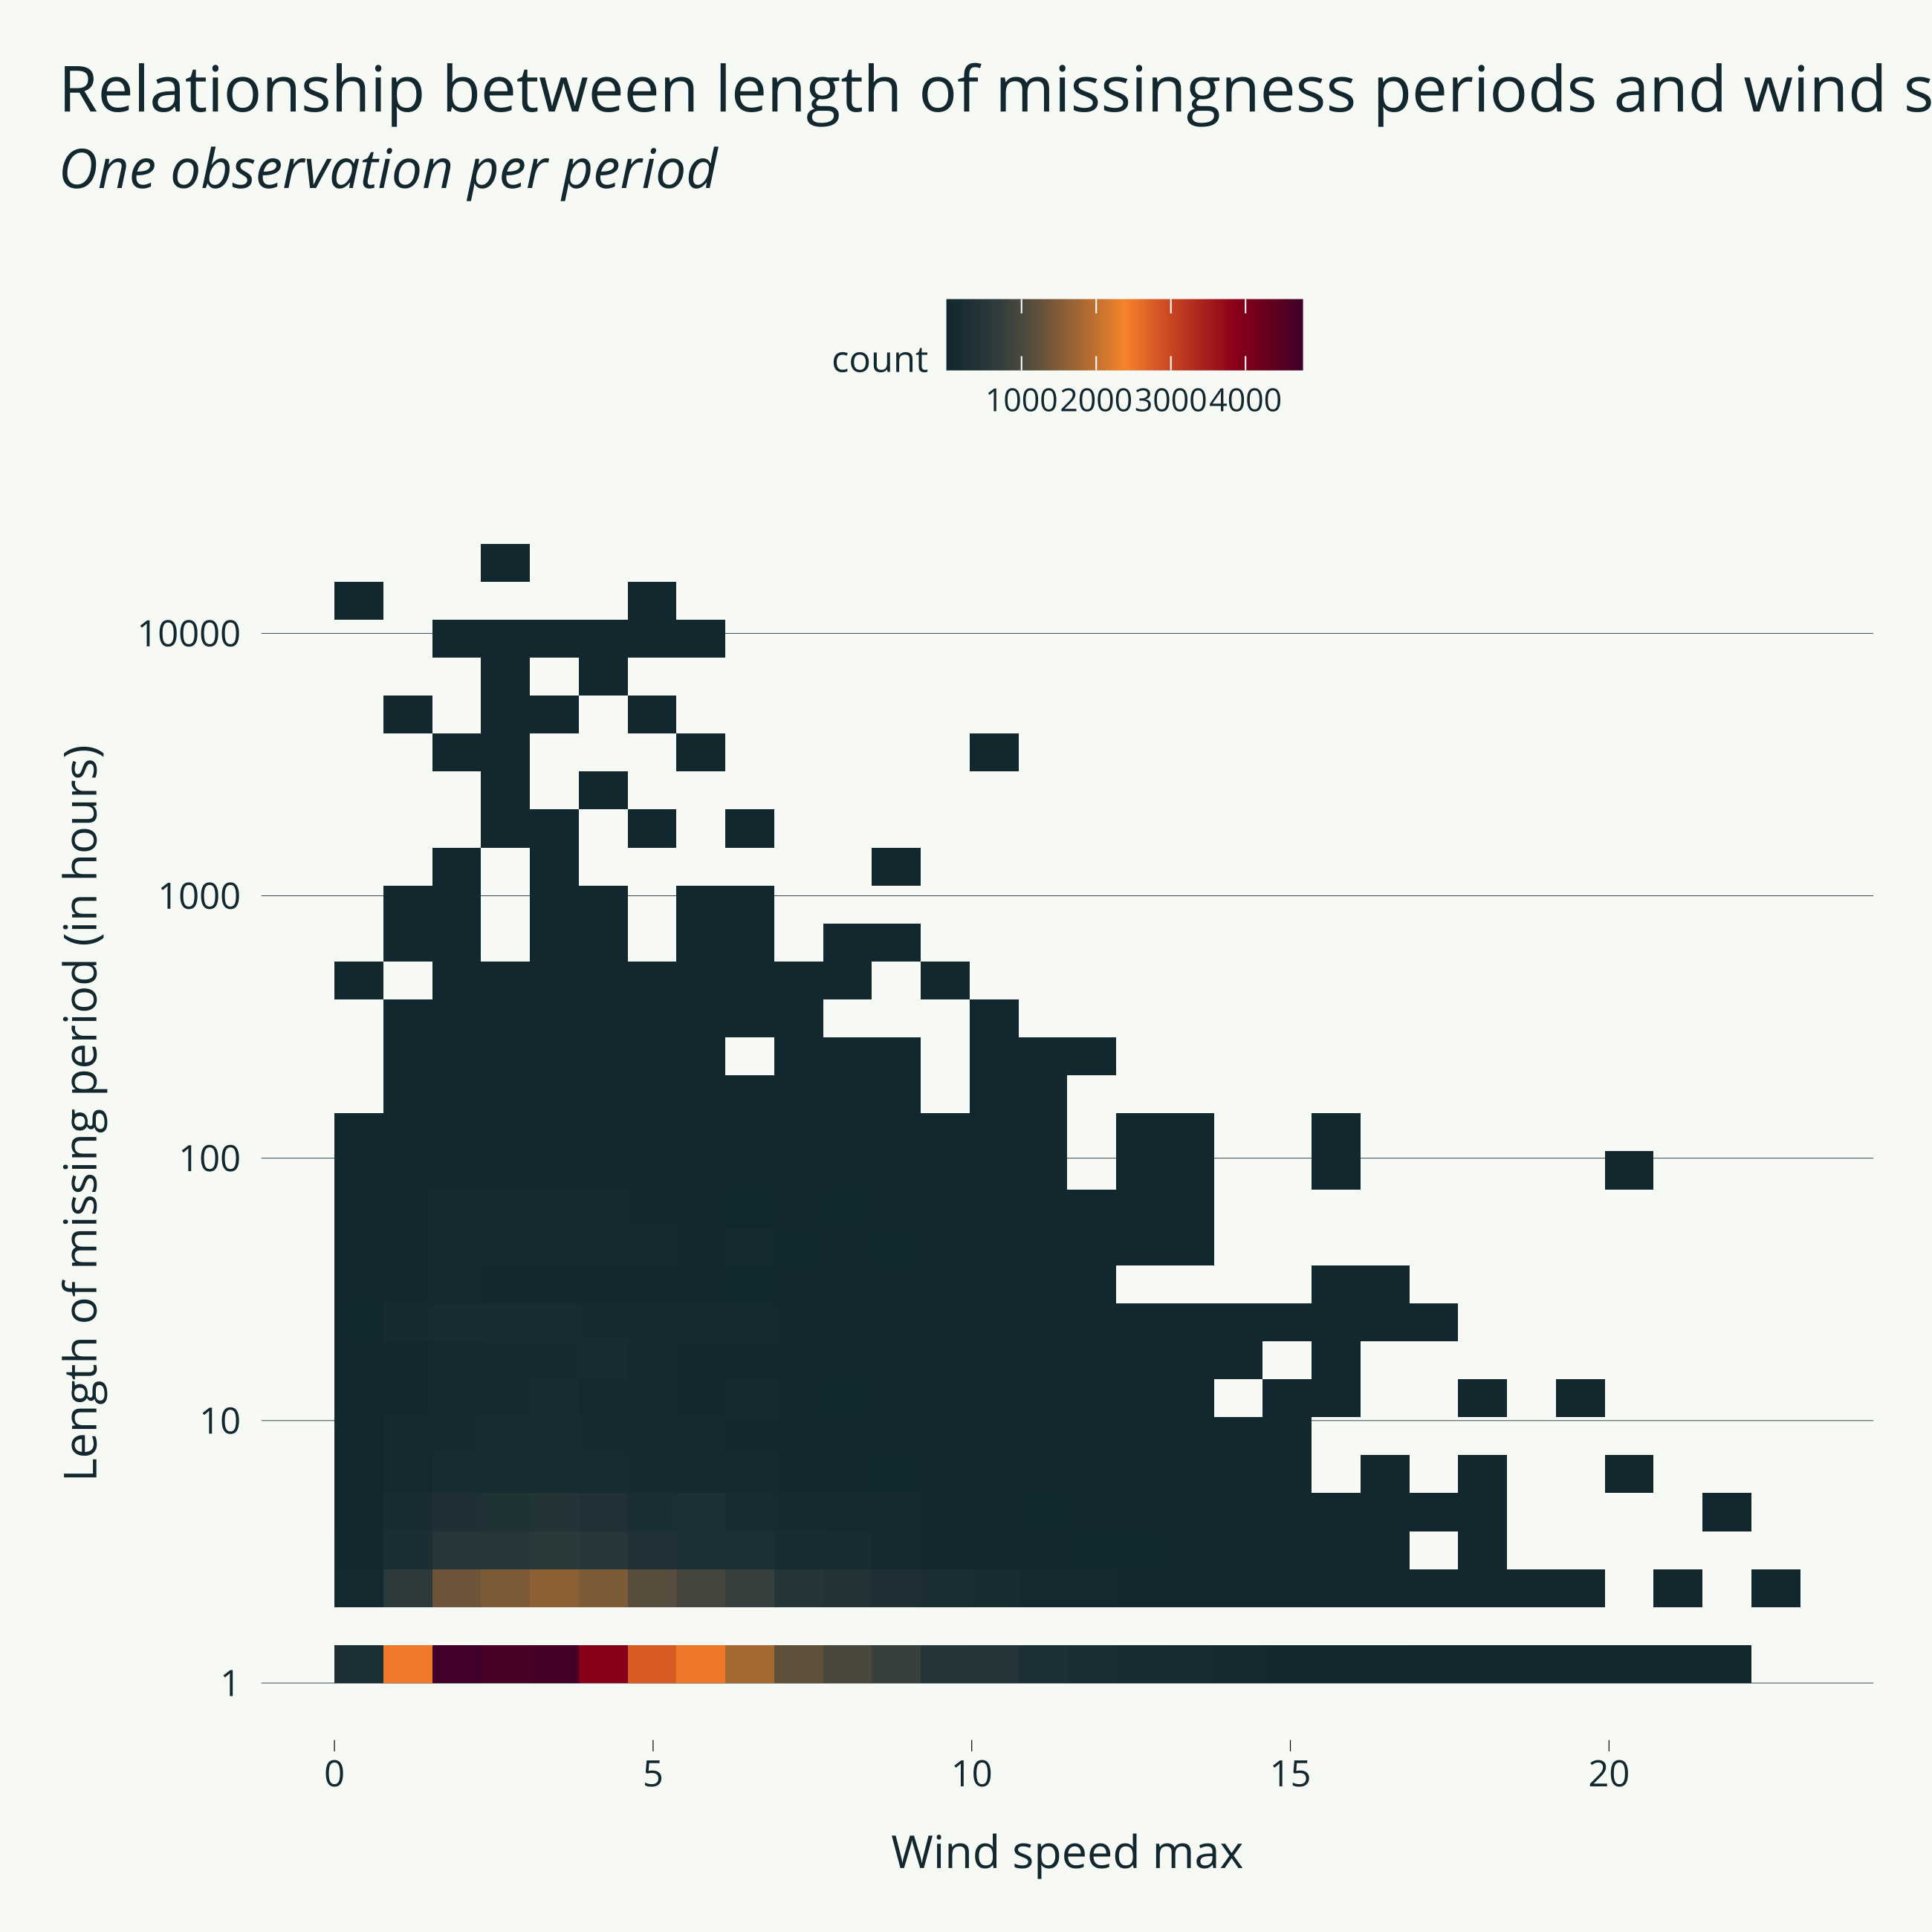 Relationship between length of missingness periods and wind s
One observation per period
count
1000 2000 3000 4000
Length of missing period (in hours)
10000
1000
100
10
1
0 5 10 15 20
Wind speed max